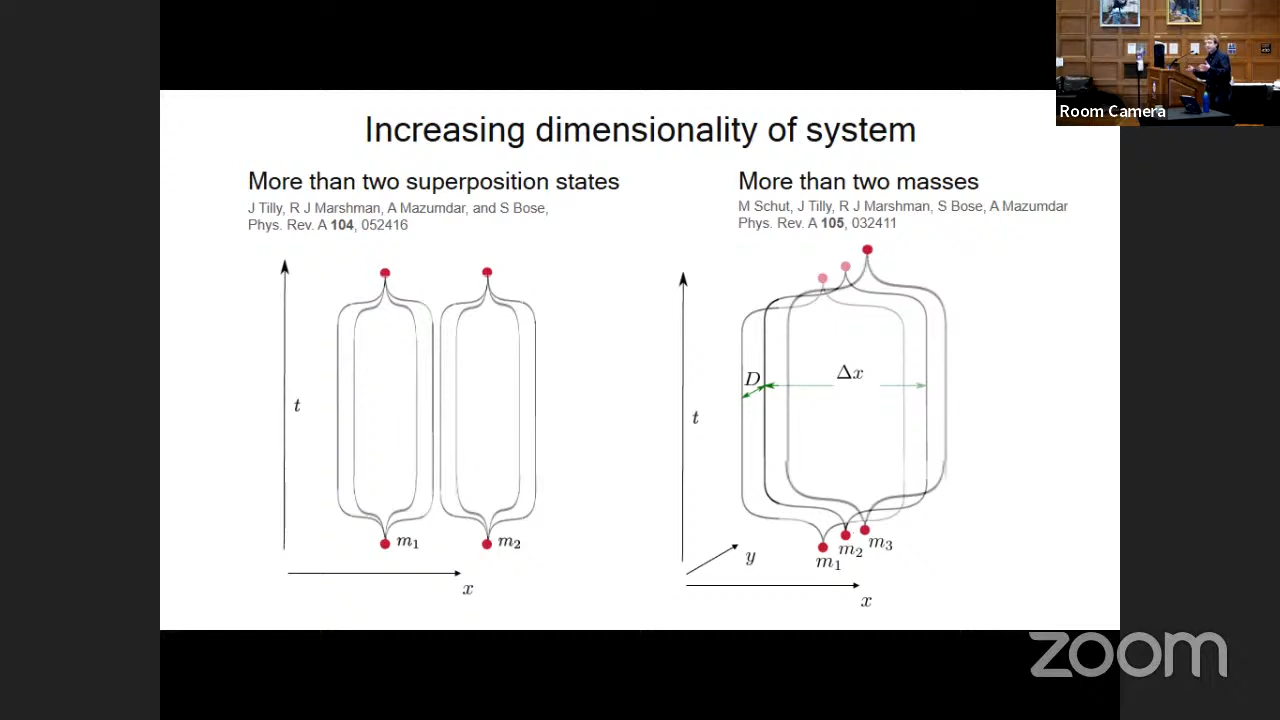 Room Camera
Increasing dimensionality of system
More than two superposition states
J Tilly, R J Marshman, A Mazumdar, and S Bose,
Phys. Rev. A 104, 052416
t
m1
m2
x
More than two masses
M Schut, J Tilly, R J Marshman, S Bose, A Mazumdar
Phys. Rev. A 105, 032411
D
Δx
t
y
m1
m2
m3
x
zoom